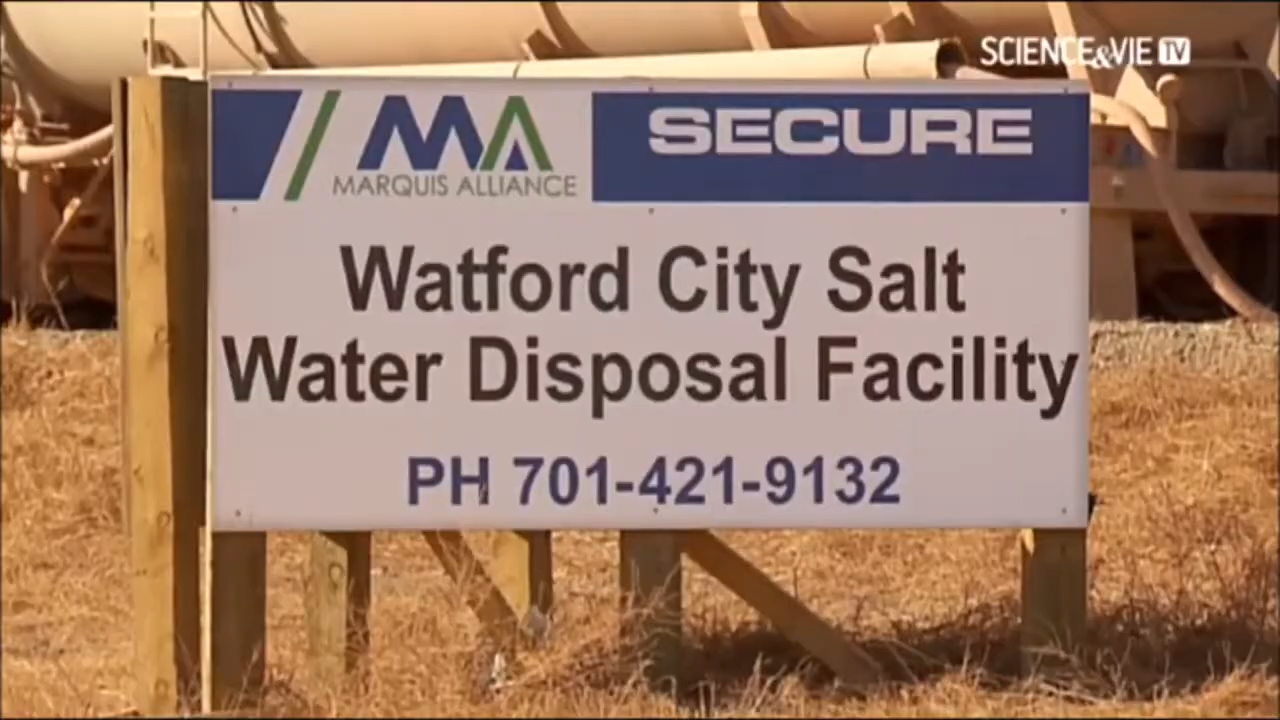 SCIENCE&VIE TV
MA
MARQUIS ALLIANCE
SECURE
Watford City Salt
Water Disposal Facility
PH 701-421-9132